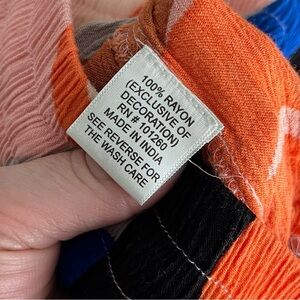 100% RAYON
(EXCLUSIVE OF
DECORATION)
RN # 101260
MADE IN INDIA
SEE REVERSE FOR
THE WASH CARE